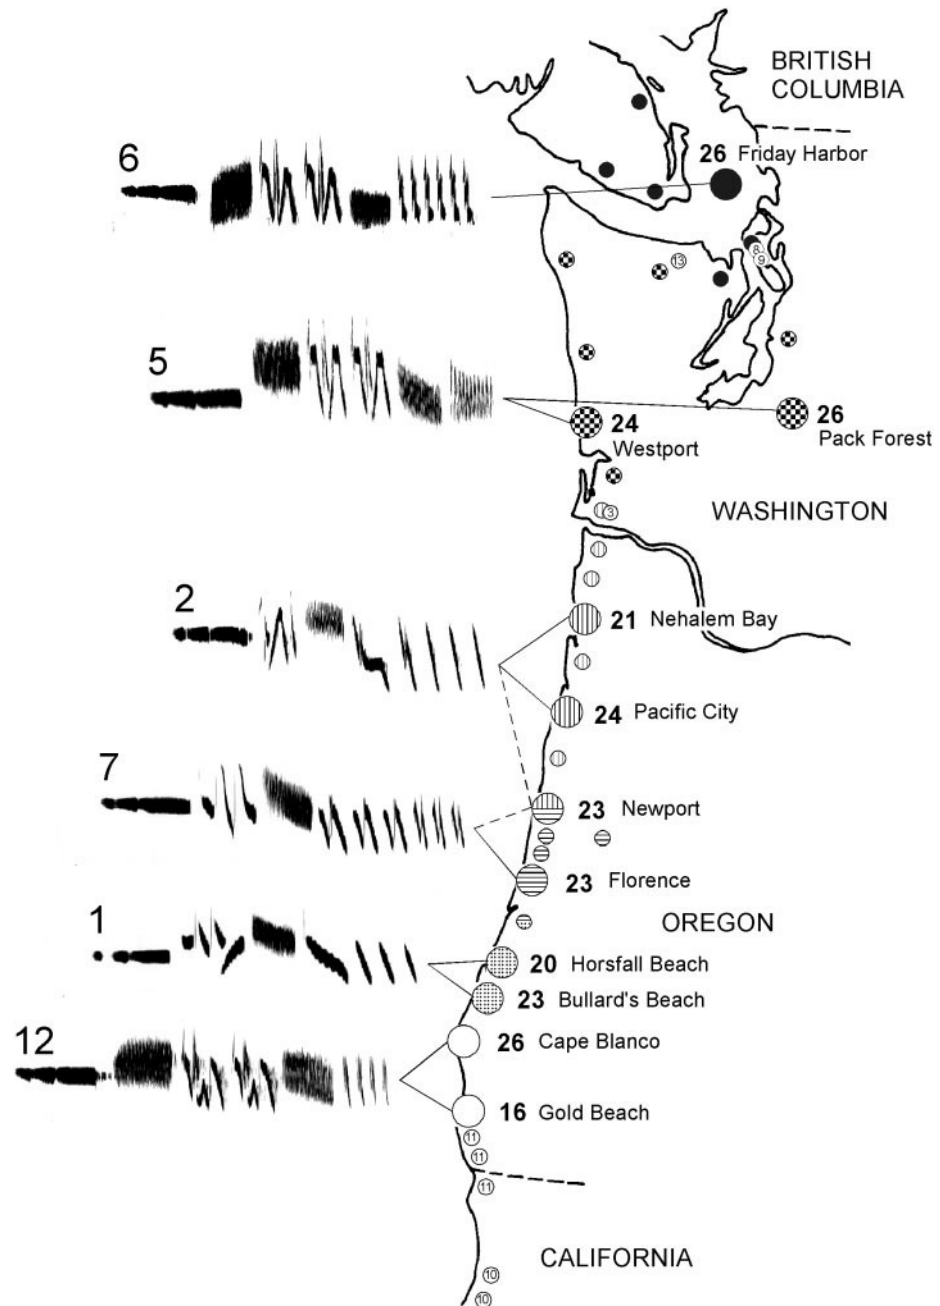 BRITISH
COLUMBIA
6
26 Friday Harbor
8
9
13
5
24
Westport
26
Pack Forest
3
WASHINGTON
2
21 Nehalem Bay
24 Pacific City
7
23 Newport
23 Florence
1
OREGON
20 Horsfall Beach
23 Bullard's Beach
12
26 Cape Blanco
16 Gold Beach
11
11
11
CALIFORNIA
10
10